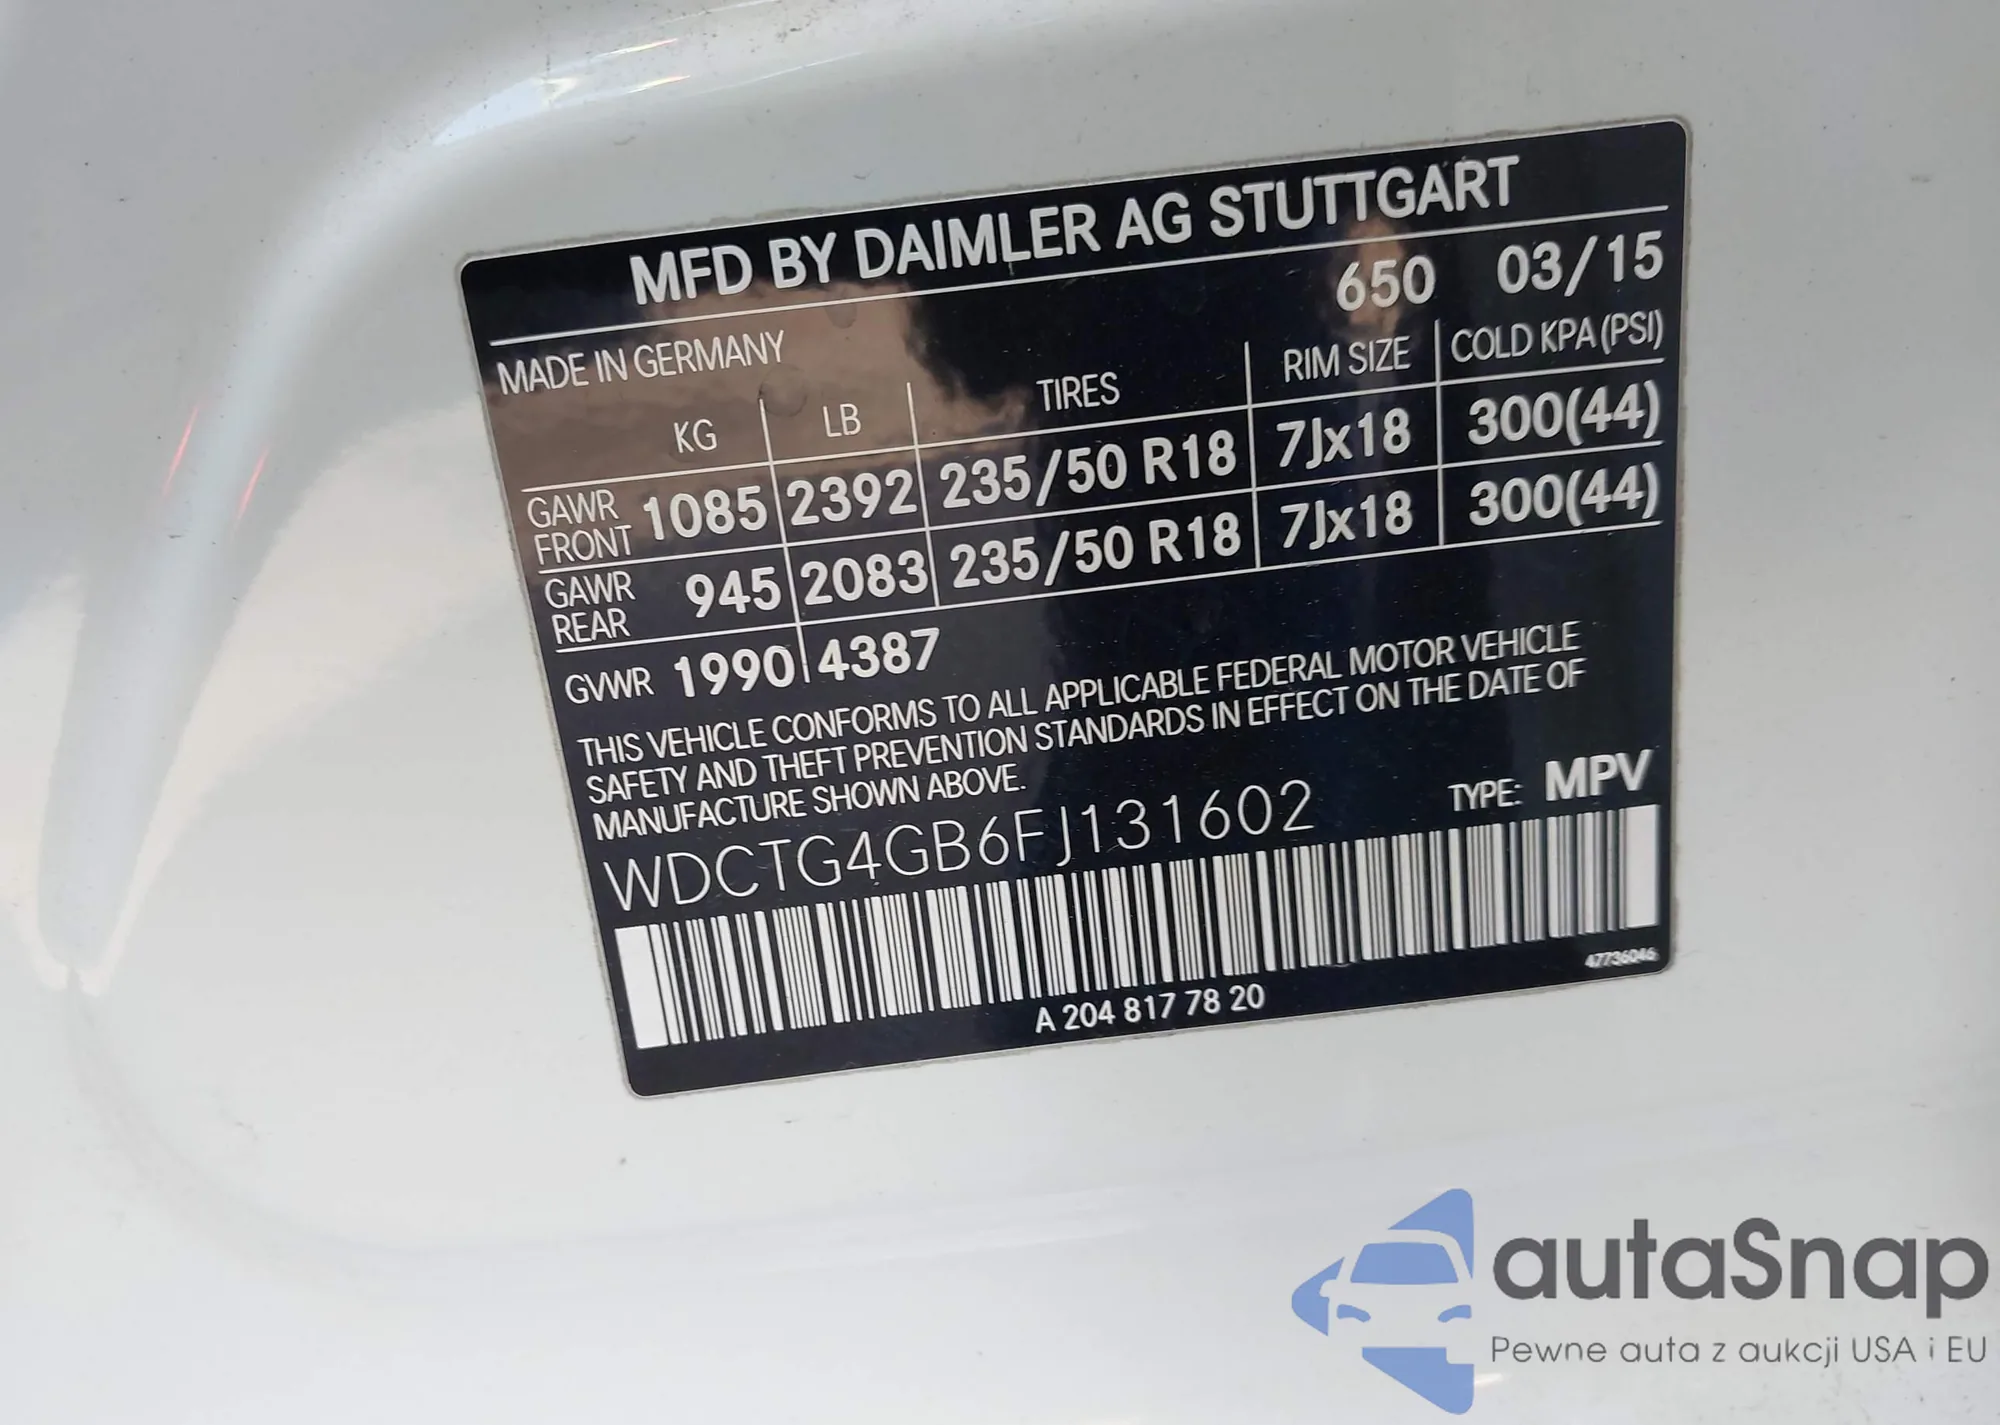 MFD BY DAIMLER AG STUTTGART
650 03/15
MADE IN GERMANY
KG LB TIRES RIM SIZE COLD KPA (PSI)
GAWR FRONT 1085 2392 235/50 R18 7Jx18 300(44)
GAWR REAR 945 2083 235/50 R18 7Jx18 300(44)
GVWR 1990 4387
THIS VEHICLE CONFORMS TO ALL APPLICABLE FEDERAL MOTOR VEHICLE
SAFETY AND THEFT PREVENTION STANDARDS IN EFFECT ON THE DATE OF
MANUFACTURE SHOWN ABOVE.
WDCTG4GB6FJ131602 TYPE: MPV
47736046
A 204 817 78 20
autaSnap
Pewne auta z aukcji USA i EU